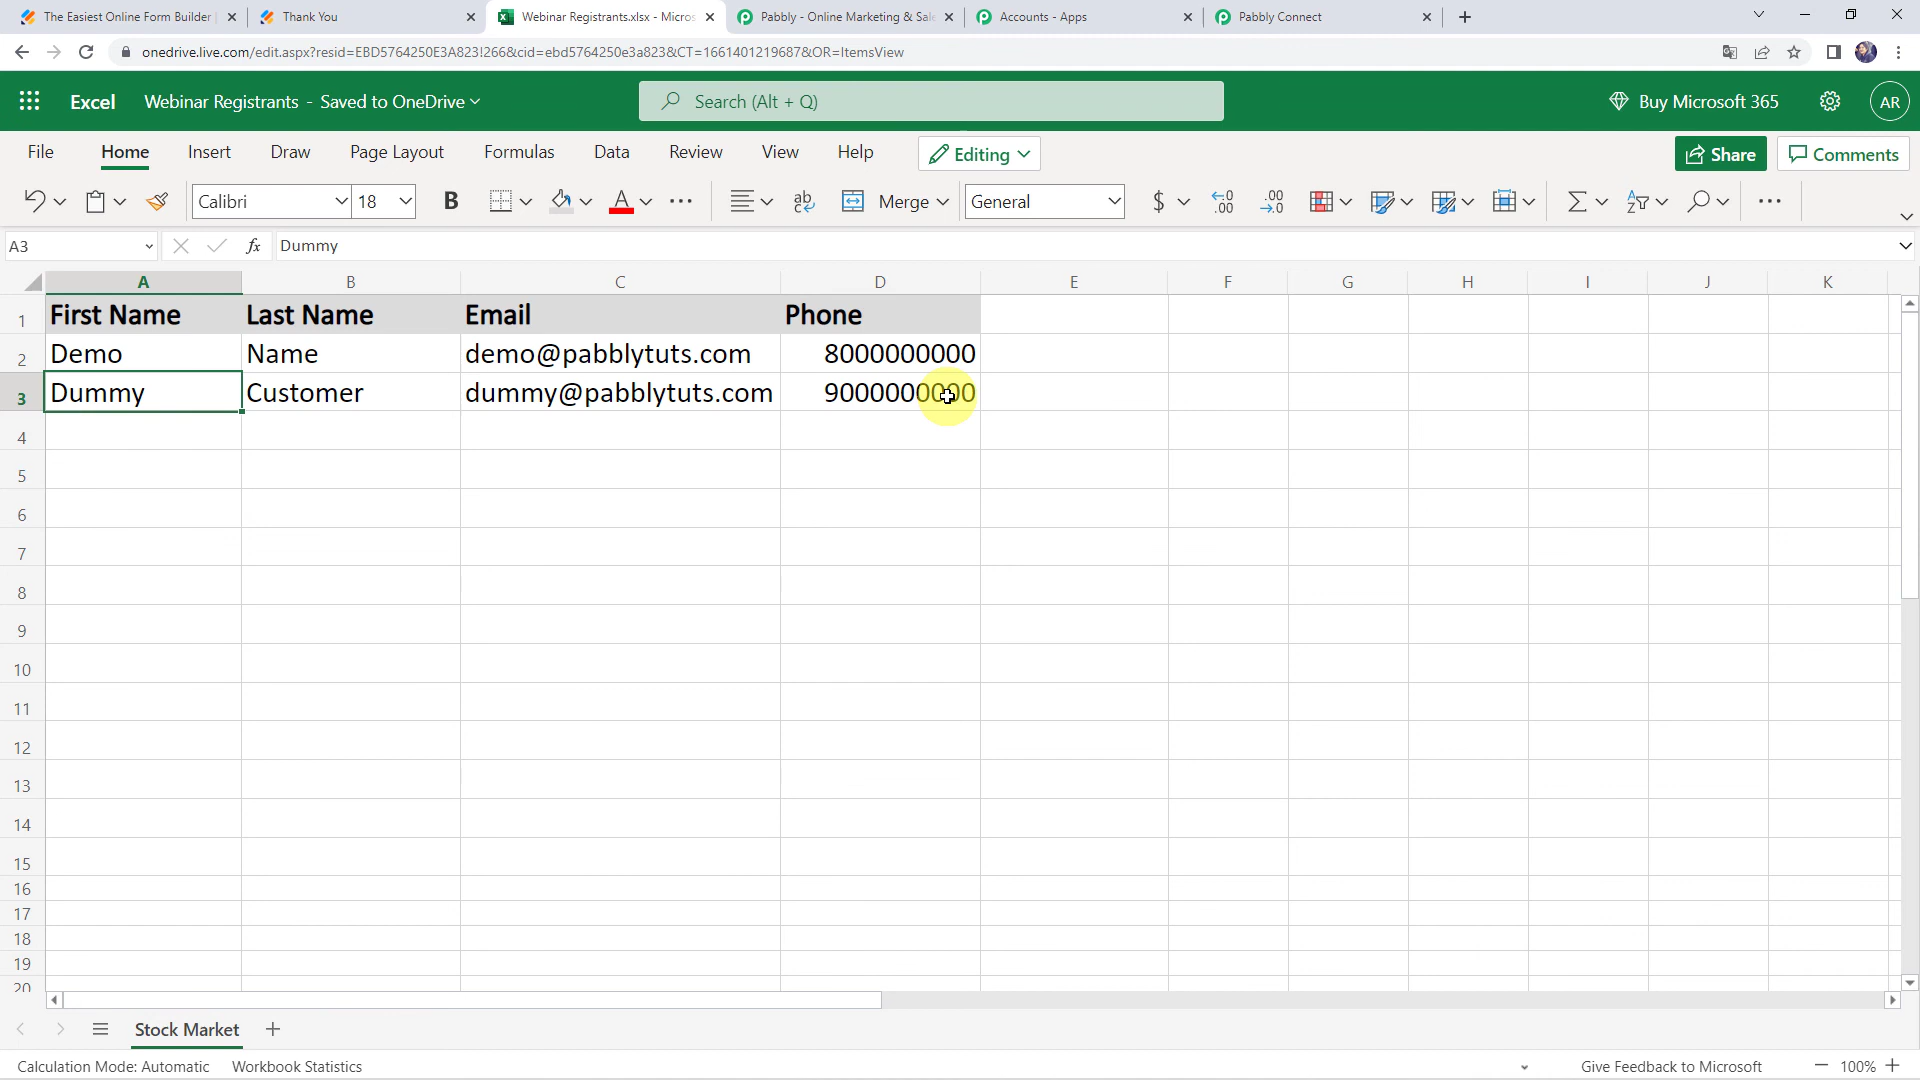 The Easiest Online Form Builder
Thank You
Webinar Registrants.xlsx - Micros
Pabbly - Online Marketing & Sale
Accounts - Apps
Pabbly Connect
onedrive.live.com/edit.aspx?resid=EBD5764250E3A823!266&cid=ebd5764250e3a823&CT=1661401219687&OR=ItemsView
Excel
Webinar Registrants - Saved to OneDrive
Search (Alt + Q)
Buy Microsoft 365
AR
File
Home
Insert
Draw
Page Layout
Formulas
Data
Review
View
Help
Editing
Share
Comments
Calibri
18
B
A
ab
Merge
General
$
.00
.00
A3
fx
Dummy
A B C D E F G H I J K
1 First Name Last Name Email Phone
2 Demo Name demo@pabblytuts.com 8000000000
3 Dummy Customer dummy@pabblytuts.com 9000000000
4
5
6
7
8
9
10
11
12
13
14
15
16
17
18
19
20
Stock Market
Calculation Mode: Automatic
Workbook Statistics
Give Feedback to Microsoft
100%